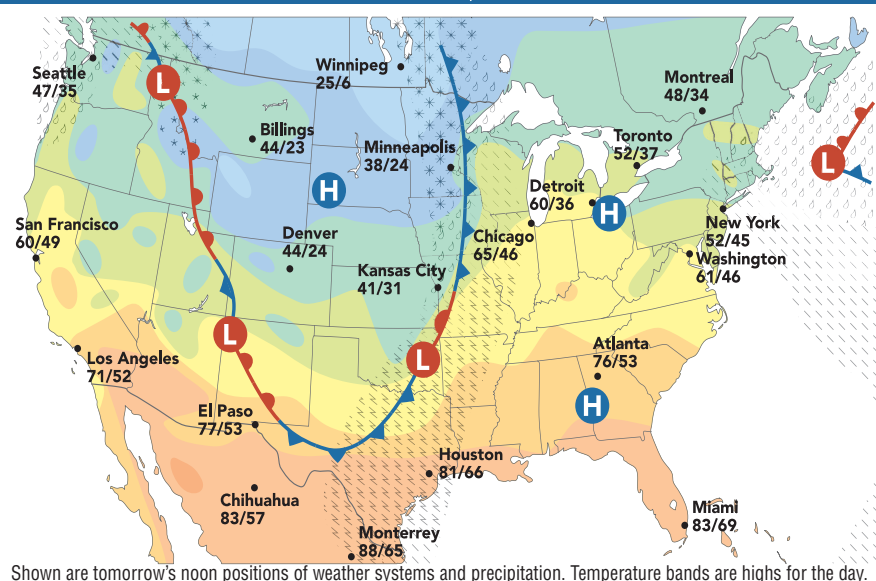 Seattle
47/35
L
Winnipeg
25/6
Montreal
48/34
Billings
44/23
Minneapolis
38/24
Toronto
52/37
L
H
Detroit
60/36
H
San Francisco
60/49
Denver
44/24
Chicago
65/46
New York
52/45
Washington
61/46
Kansas City
41/31
L
L
Los Angeles
71/52
Atlanta
76/53
H
El Paso
77/53
Houston
81/66
Chihuahua
83/57
Miami
83/69
Monterrey
88/65
Shown are tomorrow's noon positions of weather systems and precipitation. Temperature bands are highs for the day.